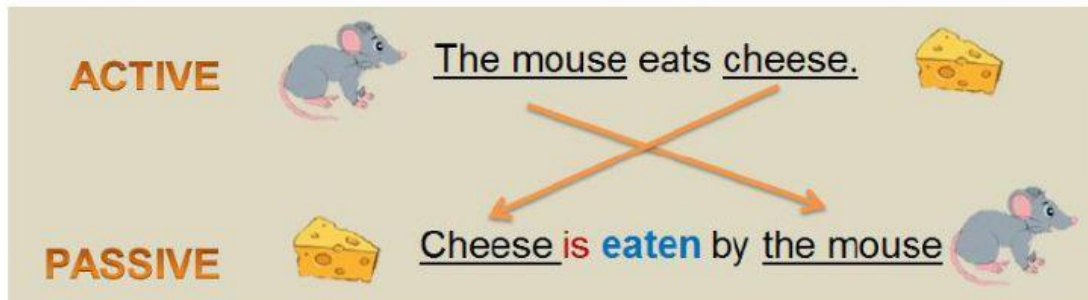 ACTIVE The mouse eats cheese.
PASSIVE Cheese is eaten by the mouse